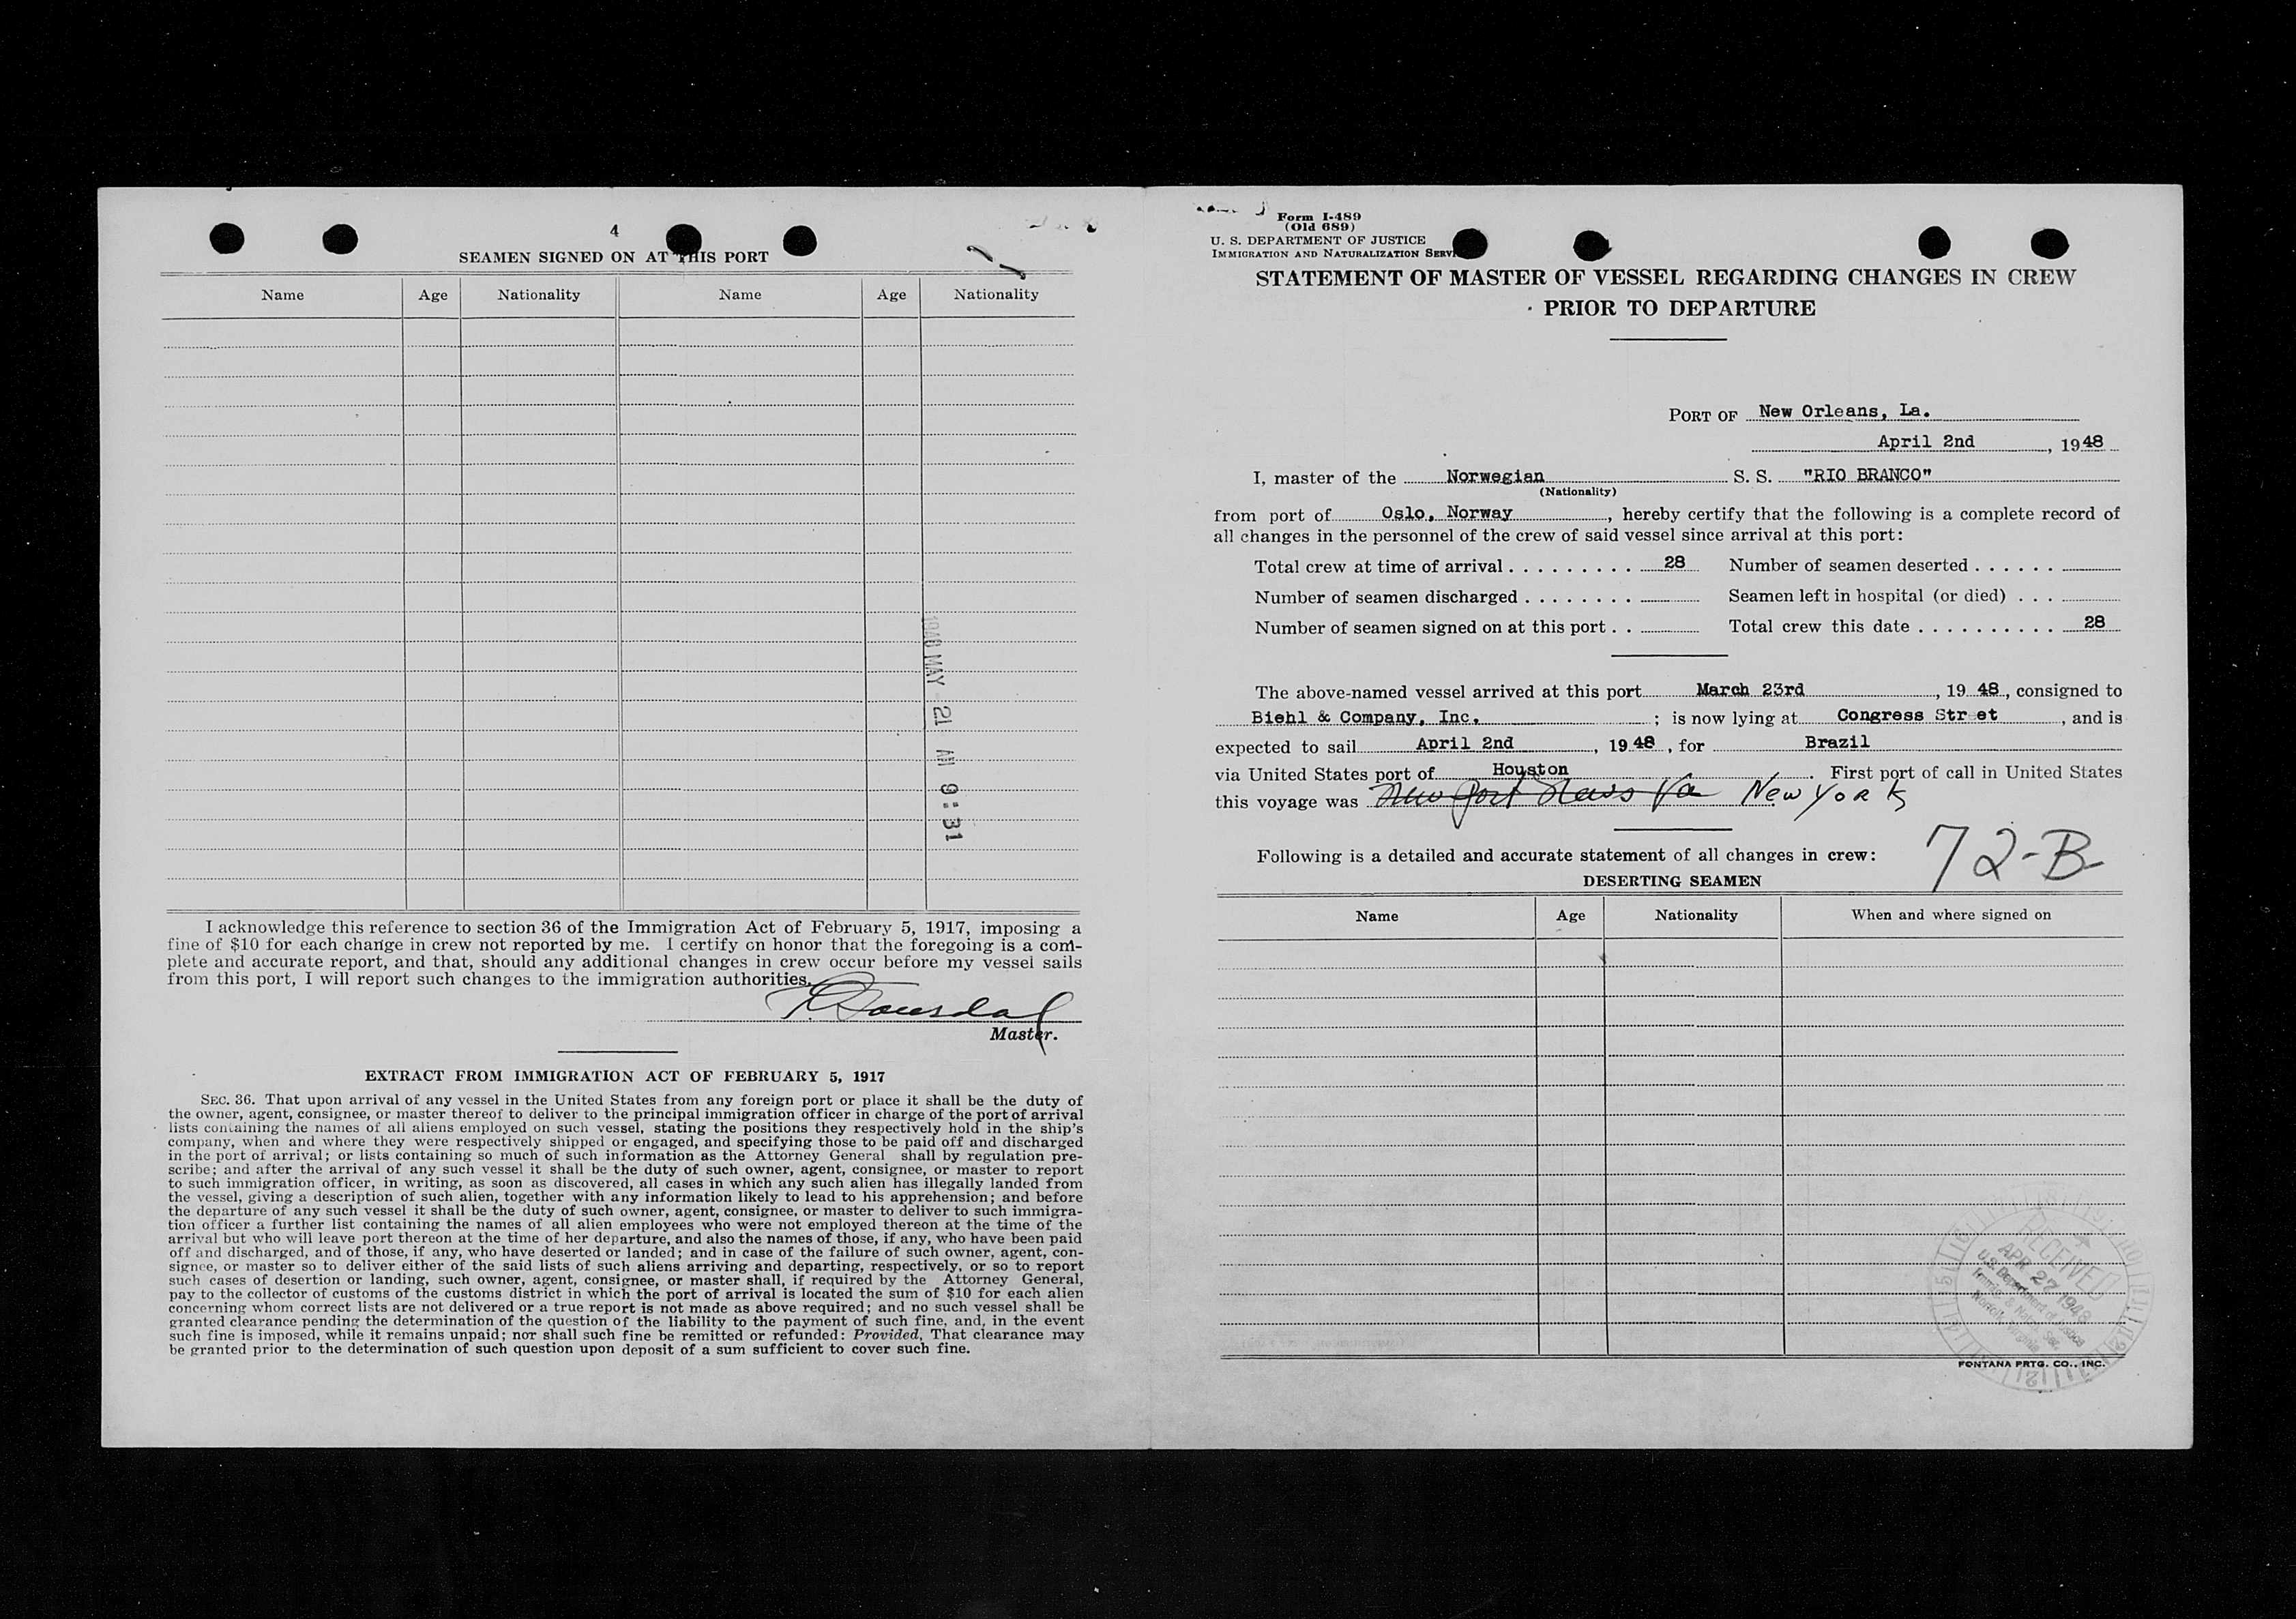 4
SEAMEN SIGNED ON AT THIS PORT
Name Age Nationality Name Age Nationality
1948 MAY 21 AM 9:31
I acknowledge this reference to section 36 of the Immigration Act of February 5, 1917, imposing a
fine of $10 for each change in crew not reported by me. I certify on honor that the foregoing is a com-
plete and accurate report, and that, should any additional changes in crew occur before my vessel sails
from this port, I will report such changes to the immigration authorities.
Master.
EXTRACT FROM IMMIGRATION ACT OF FEBRUARY 5, 1917
SEC. 36. That upon arrival of any vessel in the United States from any foreign port or place it shall be the duty of
the owner, agent, consignee, or master thereof to deliver to the principal immigration officer in charge of the port of arrival
lists containing the names of all aliens employed on such vessel, stating the positions they respectively hold in the ship's
company, when and where they were respectively shipped or engaged, and specifying those to be paid off and discharged
in the port of arrival; or lists containing so much of such information as the Attorney General shall by regulation pre-
scribe; and after the arrival of any such vessel it shall be the duty of such owner, agent, consignee, or master to report
to such immigration officer, in writing, as soon as discovered, all cases in which any such alien has illegally landed from
the vessel, giving a description of such alien, together with any information likely to lead to his apprehension; and before
the departure of any such vessel it shall be the duty of such owner, agent, consignee, or master to deliver to such immigra-
tion officer a further list containing the names of all alien employees who were not employed thereon at the time of the
arrival but who will leave port thereon at the time of her departure, and also the names of those, if any, who have been paid
off and discharged, and of those, if any, who have deserted or landed; and in case of the failure of such owner, agent, con-
signee, or master so to deliver either of the said lists of such aliens arriving and departing, respectively, or so to report
such cases of desertion or landing, such owner, agent, consignee, or master shall, if required by the Attorney General,
pay to the collector of customs of the customs district in which the port of arrival is located the sum of $10 for each alien
concerning whom correct lists are not delivered or a true report is not made as above required; and no such vessel shall be
granted clearance pending the determination of the question of the liability to the payment of such fine, and, in the event
such fine is imposed, while it remains unpaid; nor shall such fine be remitted or refunded: Provided, That clearance may
be granted prior to the determination of such question upon deposit of a sum sufficient to cover such fine.
Form I-489
(Old 689)
U. S. DEPARTMENT OF JUSTICE
IMMIGRATION AND NATURALIZATION SERV
STATEMENT OF MASTER OF VESSEL REGARDING CHANGES IN CREW
PRIOR TO DEPARTURE
PORT OF New Orleans, La.
April 2nd, 1948
I, master of the Norwegian S. S. "RIO BRANCO"
(Nationality)
from port of Oslo, Norway, hereby certify that the following is a complete record of
all changes in the personnel of the crew of said vessel since arrival at this port:
Total crew at time of arrival 28 Number of seamen deserted
Number of seamen discharged Seamen left in hospital (or died)
Number of seamen signed on at this port Total crew this date 28
The above-named vessel arrived at this port March 23rd, 1948, consigned to
Biehl & Company, Inc. ; is now lying at Congress Street, and is
expected to sail April 2nd, 1948, for Brazil
via United States port of Houston. First port of call in United States
this voyage was New port News Va New York
Following is a detailed and accurate statement of all changes in crew: 72-B
DESERTING SEAMEN
Name Age Nationality When and where signed on
RECEIVED
APR 27 1948
U.S. Department of Justice
Immig. & Natzn. Ser.
Norfolk, Virginia
FONTANA PRTG. CO., INC.